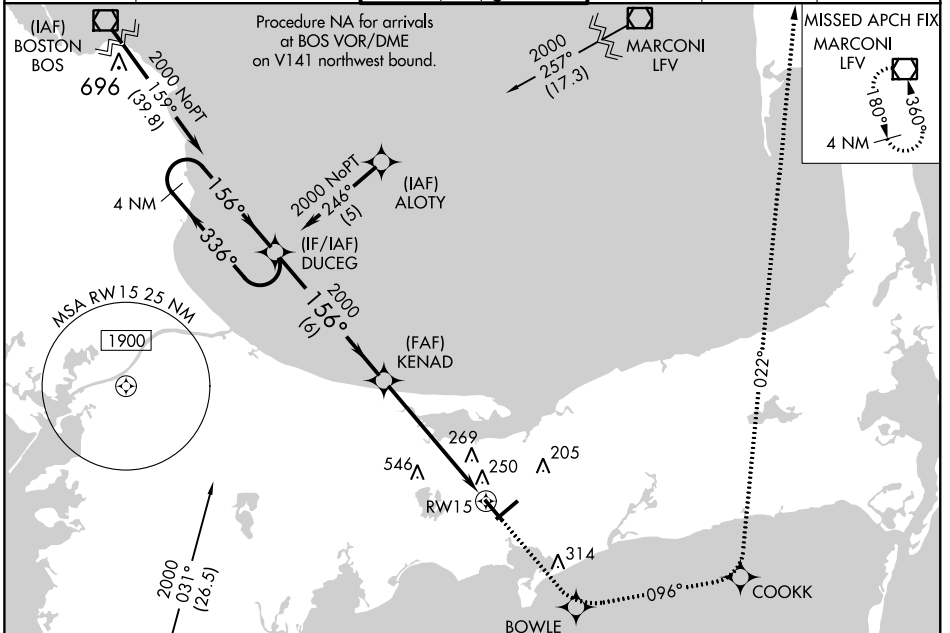 (IAF)
BOSTON
BOS
696
2000 NoPT
159°
(39.8)
Procedure NA for arrivals
at BOS VOR/DME
on V141 northwest bound.
2000
257°
(17.3)
MARCONI
LFV
MISSED APCH FIX
MARCONI
LFV
180°
360°
4 NM
4 NM
156°
336°
2000 NoPT
246°
(5)
(IAF)
ALOTY
(IF/IAF)
DUCEG
2000
156°
(6)
MSA RW15 25 NM
1900
(FAF)
KENAD
022°
269
546
250
205
RW15
314
2000
031°
(26.5)
096°
COOKK
BOWLE